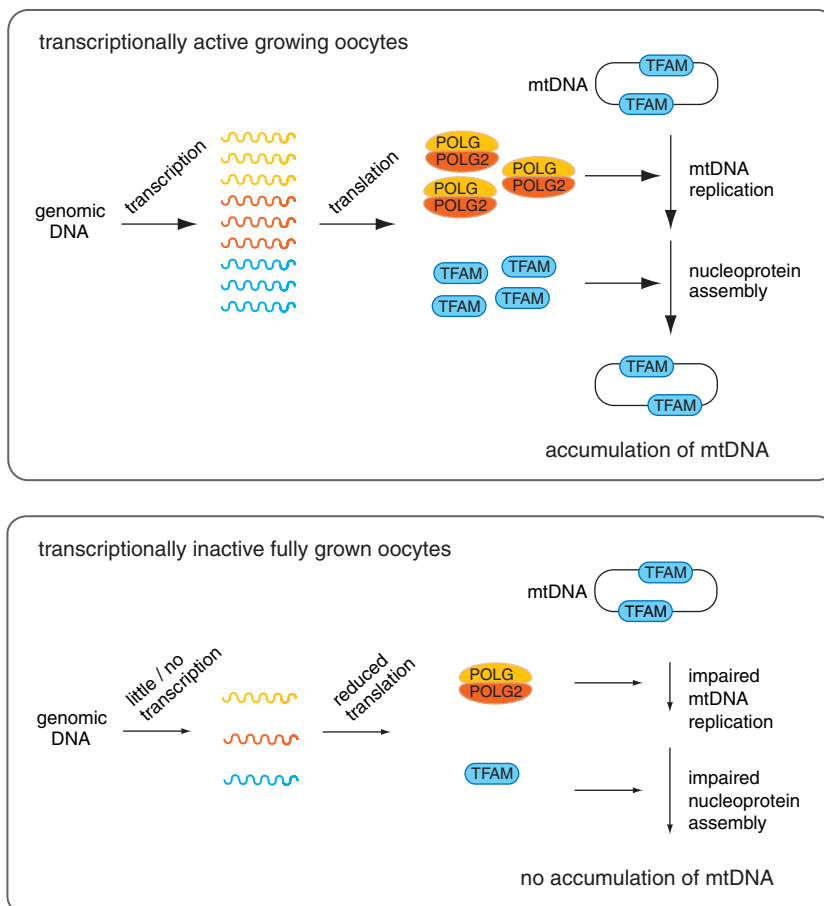 transcriptionally active growing oocytes
mtDNA
TFAM
TFAM
genomic
DNA
transcription
translation
POLG
POLG2
POLG
POLG2
POLG
POLG2
mtDNA
replication
TFAM
TFAM
TFAM
TFAM
nucleoprotein
assembly
TFAM
TFAM
accumulation of mtDNA
transcriptionally inactive fully grown oocytes
mtDNA
TFAM
TFAM
genomic
DNA
little / no
transcription
reduced
translation
POLG
POLG2
impaired
mtDNA
replication
TFAM
impaired
nucleoprotein
assembly
no accumulation of mtDNA